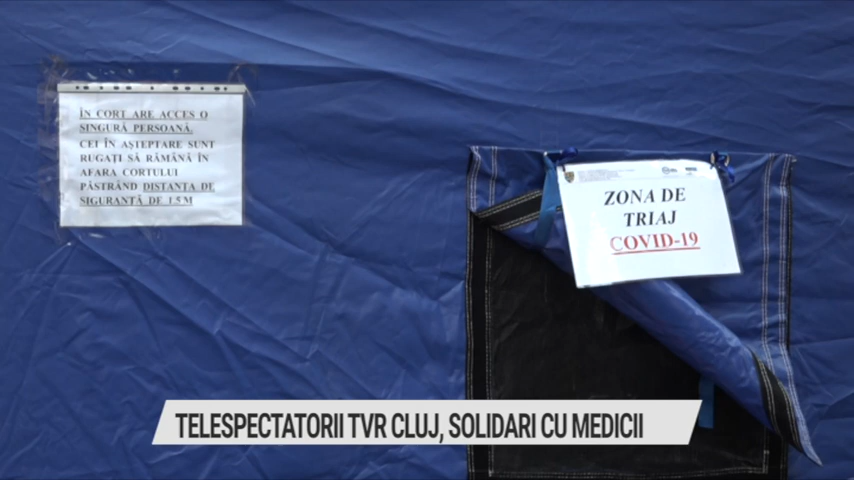 ÎN CORT ARE ACCES O
SINGURĂ PERSOANĂ.
CEI ÎN AȘTEPTARE SUNT
RUGAȚI SĂ RĂMÂNĂ ÎN
AFARA CORTULUI
PĂSTRÂND DISTANȚA DE
SIGURANȚĂ DE 1,5 M
ZONA DE
TRIAJ
COVID-19
TELESPECTATORII TVR CLUJ, SOLIDARI CU MEDICII